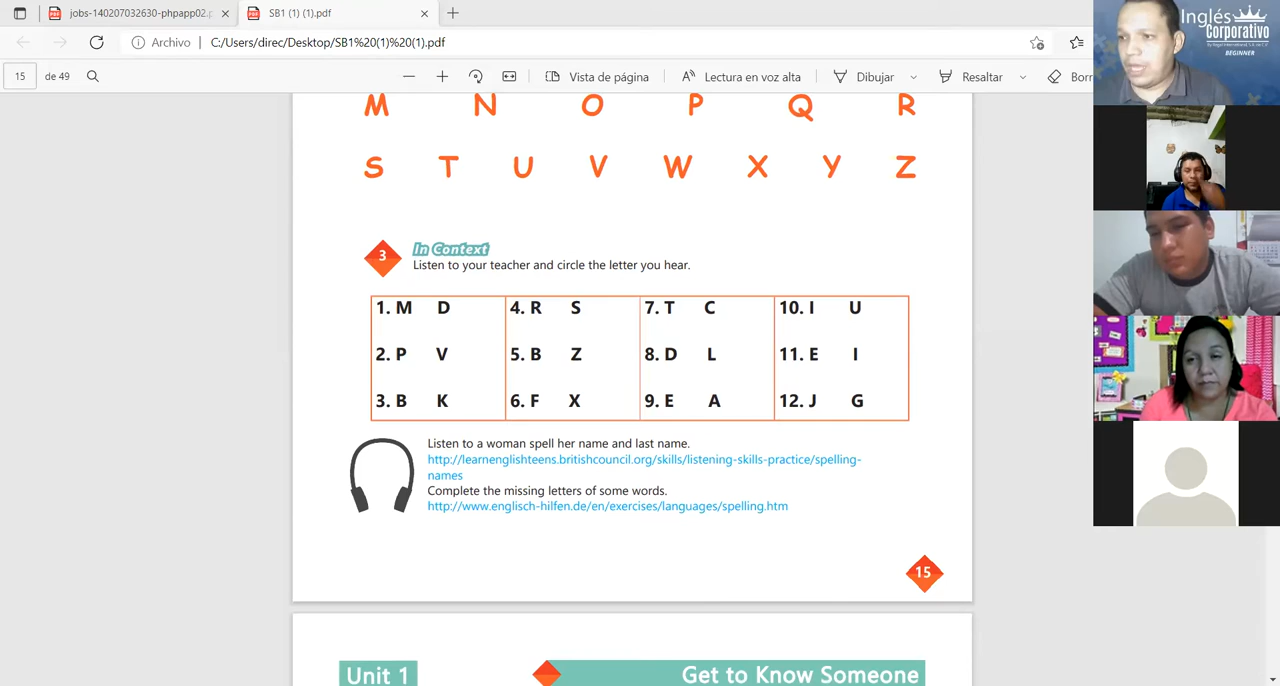 jobs-140207032630-phpapp02.p
SB1 (1) (1).pdf
Archivo C:/Users/direc/Desktop/SB1%20(1)%20(1).pdf
15 de 49
Vista de página
Lectura en voz alta
Dibujar
Resaltar
Borr
M N O P Q R
S T U V W X Y Z
3 In Context
Listen to your teacher and circle the letter you hear.
1. M D 4. R S 7. T C 10. I U
2. P V 5. B Z 8. D L 11. E I
3. B K 6. F X 9. E A 12. J G
Listen to a woman spell her name and last name.
http://learnenglishteens.britishcouncil.org/skills/listening-skills-practice/spelling-
names
Complete the missing letters of some words.
http://www.englisch-hilfen.de/en/exercises/languages/spelling.htm
15
Unit 1 Get to Know Someone
Inglés
Corporativo
BEGINNER